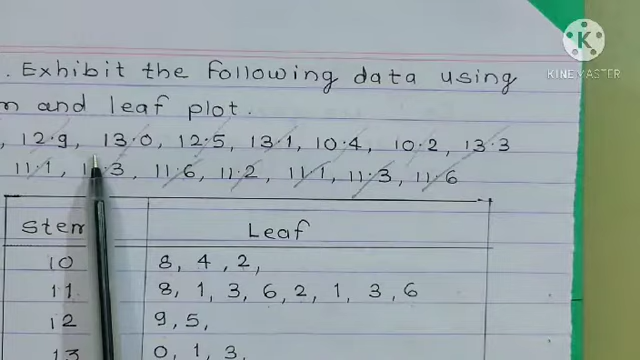 K
KINEMASTER
. Exhibit the following data using
m and leaf plot.
, 12.9, 13.0, 12.5, 13.1, 10.4, 10.2, 13.3
11.1, 11.3, 11.6, 11.2, 11.1, 11.3, 11.6
Stem Leaf
10 8, 4, 2,
11 8, 1, 3, 6, 2, 1, 3, 6
12 9, 5,
13 0, 1, 3,